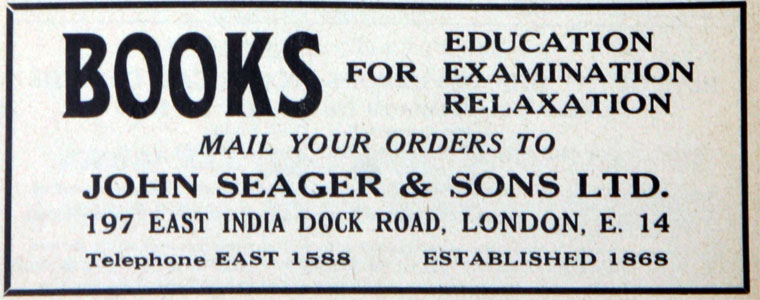 BOOKS FOR EDUCATION
EXAMINATION
RELAXATION
MAIL YOUR ORDERS TO
JOHN SEAGER & SONS LTD.
197 EAST INDIA DOCK ROAD, LONDON, E. 14
Telephone EAST 1588 ESTABLISHED 1868